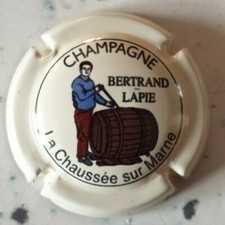 CHAMPAGNE
BERTRAND
LAPIE
La Chaussée sur Marne